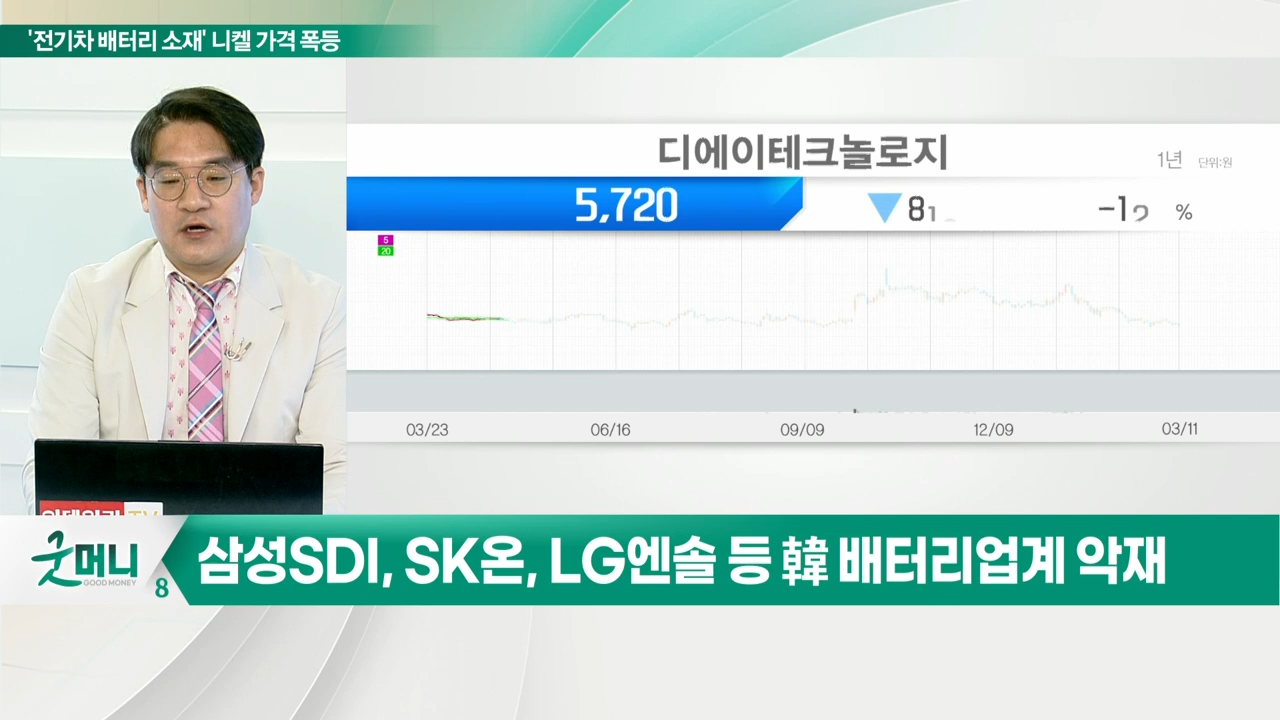 '전기차 배터리 소재' 니켈 가격 폭등
디에이테크놀로지
1년 단위:원
5,720
%
5
20
03/23 06/16 09/09 12/09 03/11
굿머니
GOOD MONEY
8
삼성SDI, SK온, LG엔솔 등 韓 배터리업계 악재